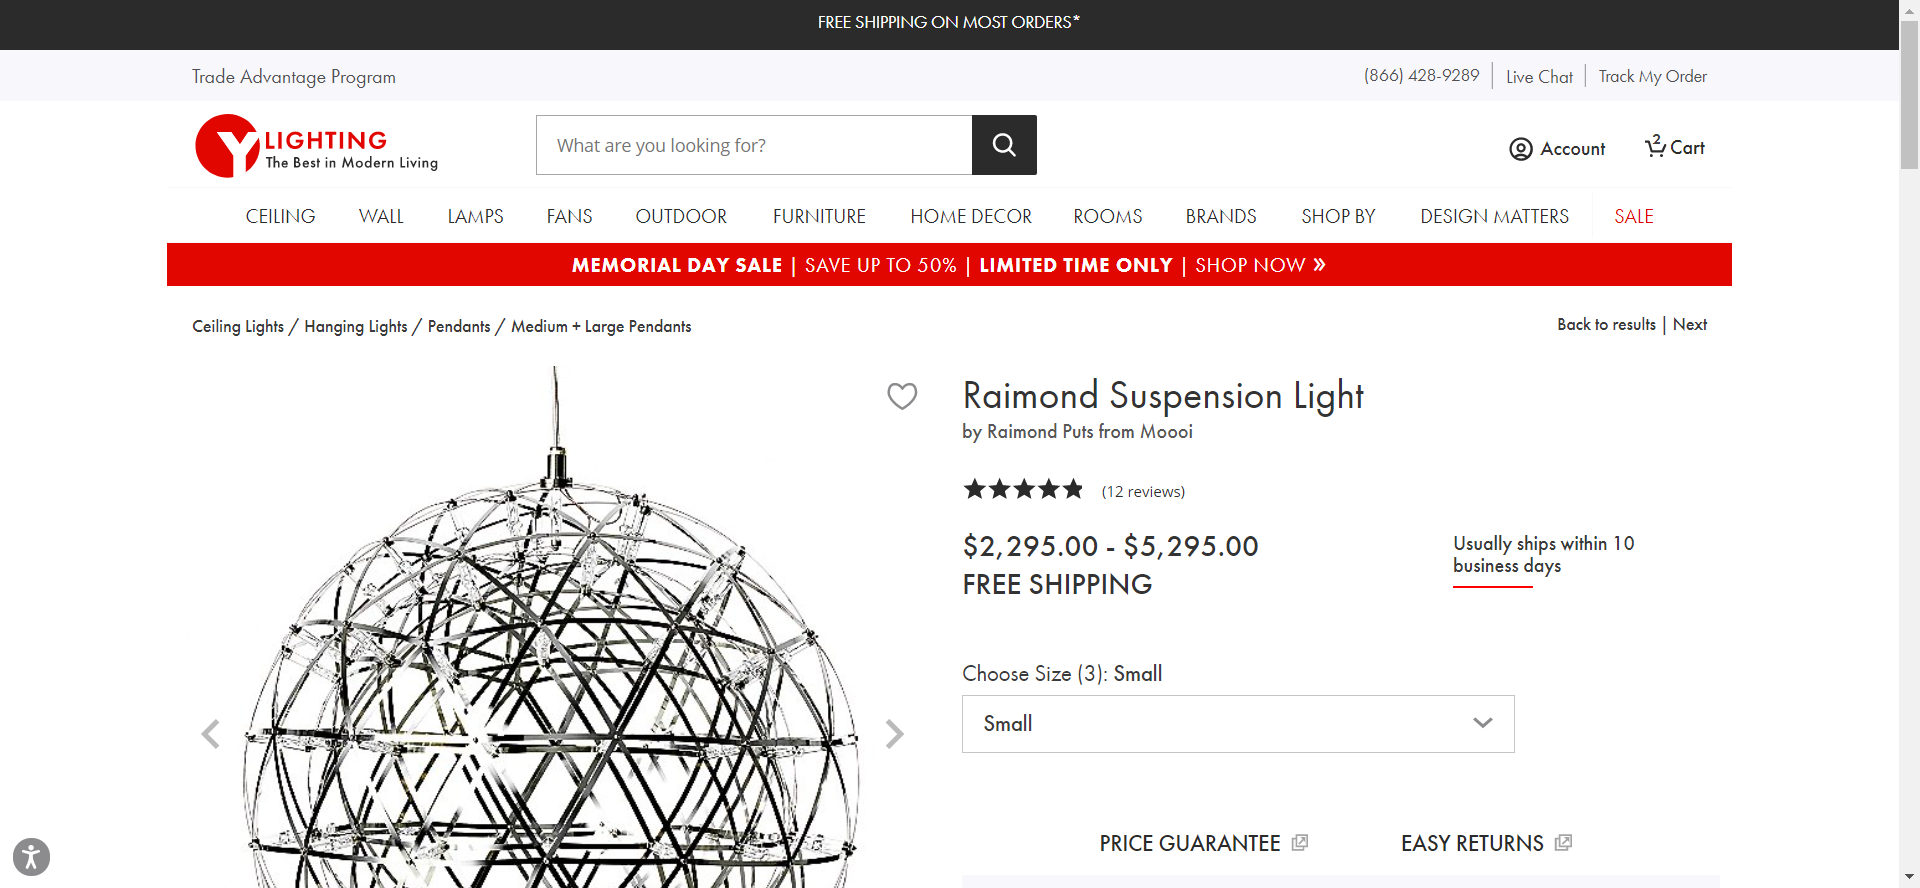 FREE SHIPPING ON MOST ORDERS*
Trade Advantage Program
(866) 428-9289
Live Chat
Track My Order
Y LIGHTING
The Best in Modern Living
What are you looking for?
Account
2
Cart
CEILING
WALL
LAMPS
FANS
OUTDOOR
FURNITURE
HOME DECOR
ROOMS
BRANDS
SHOP BY
DESIGN MATTERS
SALE
MEMORIAL DAY SALE | SAVE UP TO 50% | LIMITED TIME ONLY | SHOP NOW »
Ceiling Lights / Hanging Lights / Pendants / Medium + Large Pendants
Back to results | Next
Raimond Suspension Light
by Raimond Puts from Moooi
(12 reviews)
$2,295.00 - $5,295.00
FREE SHIPPING
Usually ships within 10
business days
Choose Size (3): Small
Small
PRICE GUARANTEE
EASY RETURNS